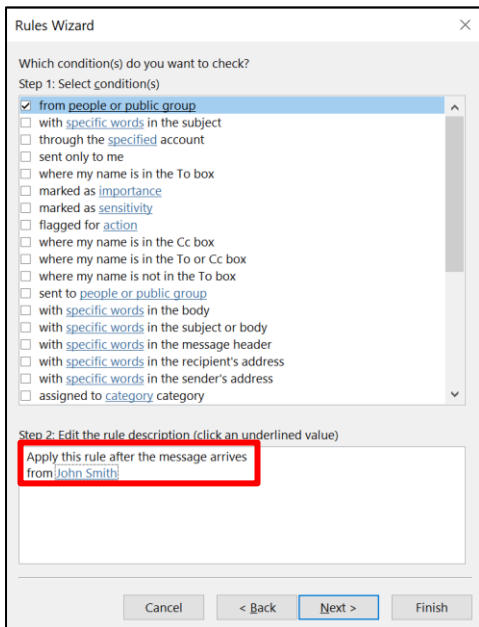 Rules Wizard
Which condition(s) do you want to check?
Step 1: Select condition(s)
from people or public group
with specific words in the subject
through the specified account
sent only to me
where my name is in the To box
marked as importance
marked as sensitivity
flagged for action
where my name is in the Cc box
where my name is in the To or Cc box
where my name is not in the To box
sent to people or public group
with specific words in the body
with specific words in the subject or body
with specific words in the message header
with specific words in the recipient's address
with specific words in the sender's address
assigned to category category
Step 2: Edit the rule description (click an underlined value)
Apply this rule after the message arrives
from John Smith
Cancel < Back Next > Finish